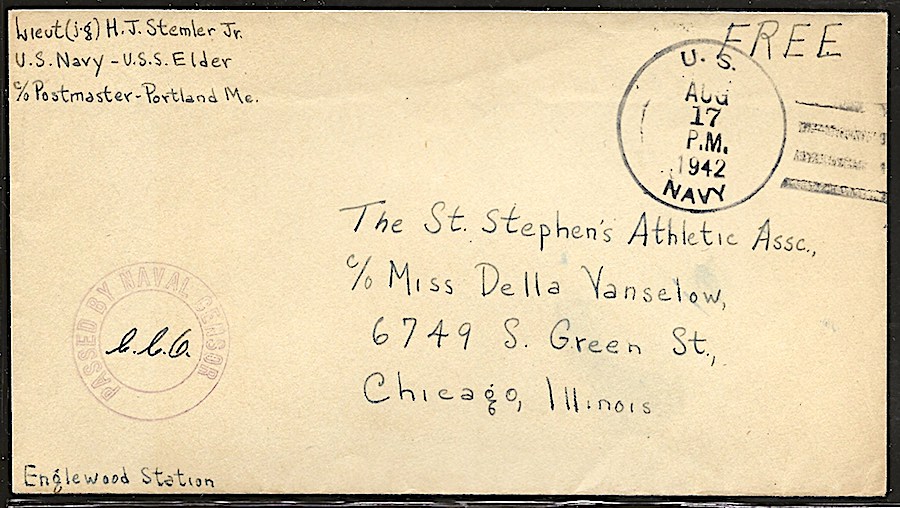 Lieut(j.g) H.J. Stemler Jr.
U.S. Navy - U.S.S. Elder
c/o Postmaster - Portland Me.
FREE
U. S.
AUG
17
P.M.
1942
NAVY
The St. Stephen's Athletic Assc.,
c/o Miss Della Vanselow,
6749 S. Green St.,
Chicago, Illinois
PASSED BY NAVAL CENSOR
Englewood Station